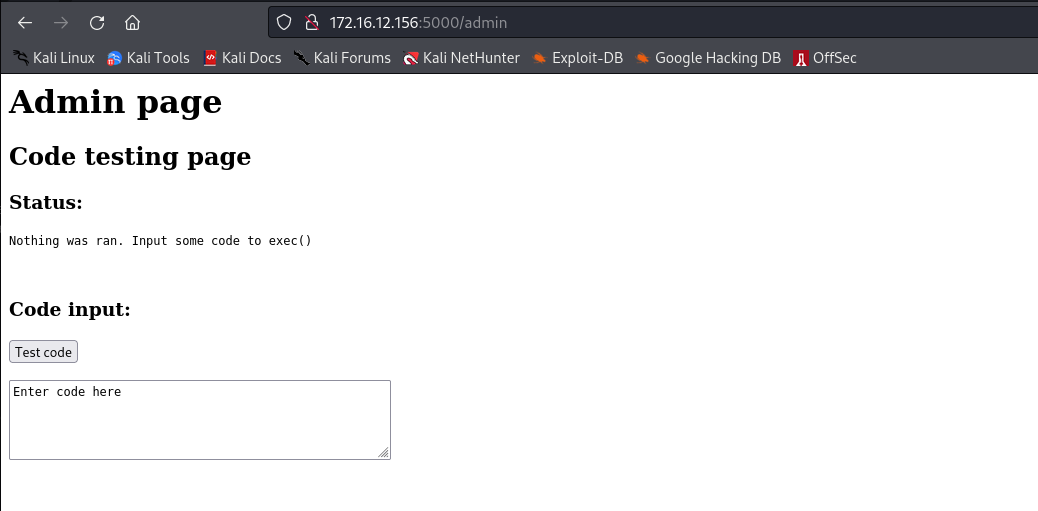 172.16.12.156:5000/admin
Kali Linux Kali Tools Kali Docs Kali Forums Kali NetHunter Exploit-DB Google Hacking DB OffSec
Admin page
Code testing page
Status:
Nothing was ran. Input some code to exec()
Code input:
Test code
Enter code here